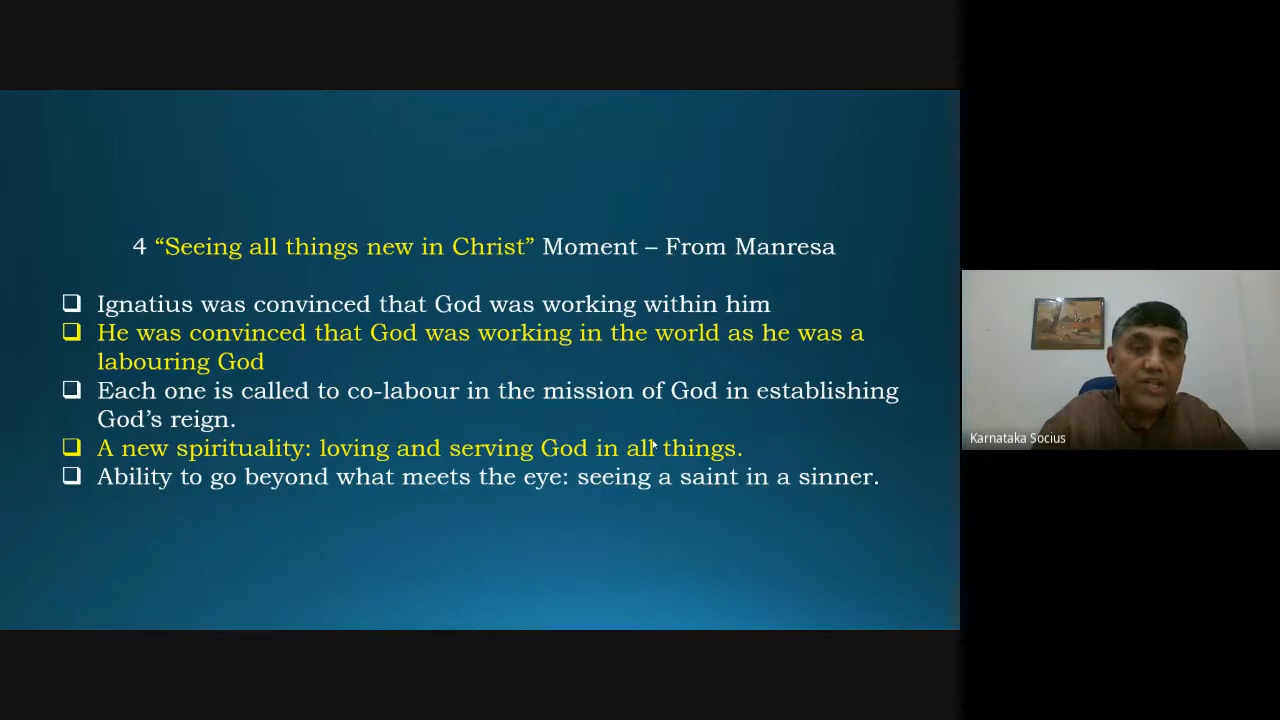 4 “Seeing all things new in Christ” Moment – From Manresa
❑ Ignatius was convinced that God was working within him
❑ He was convinced that God was working in the world as he was a
labouring God
❑ Each one is called to co-labour in the mission of God in establishing
God’s reign.
❑ A new spirituality: loving and serving God in all things.
❑ Ability to go beyond what meets the eye: seeing a saint in a sinner.
Karnataka Socius